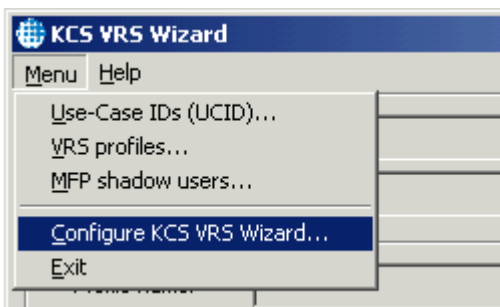 KCS VRS Wizard
Menu Help
Use-Case IDs (UCID)...
VRS profiles...
MFP shadow users...
Configure KCS VRS Wizard...
Exit